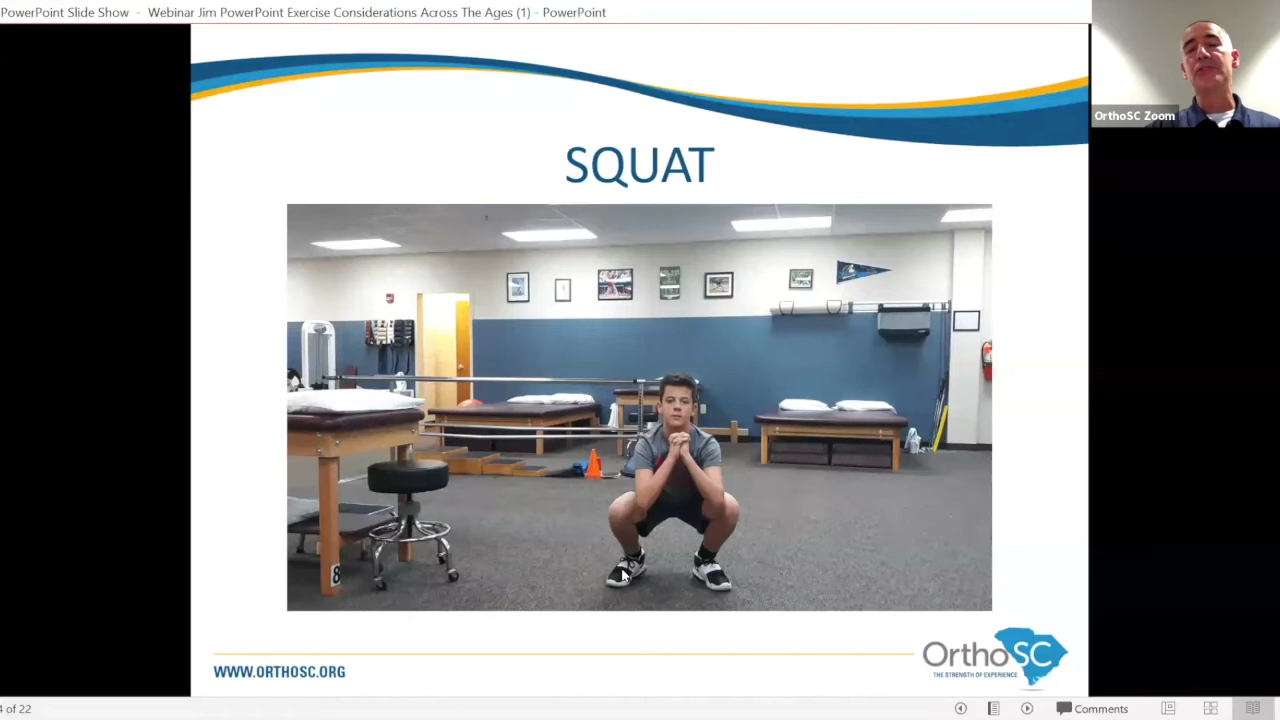 PowerPoint Slide Show - Webinar Jim PowerPoint Exercise Considerations Across The Ages (1) - PowerPoint
OrthoSC Zoom
SQUAT
8
WWW.ORTHOSC.ORG
OrthoSC
THE STRENGTH OF EXPERIENCE
4 of 22
Comments